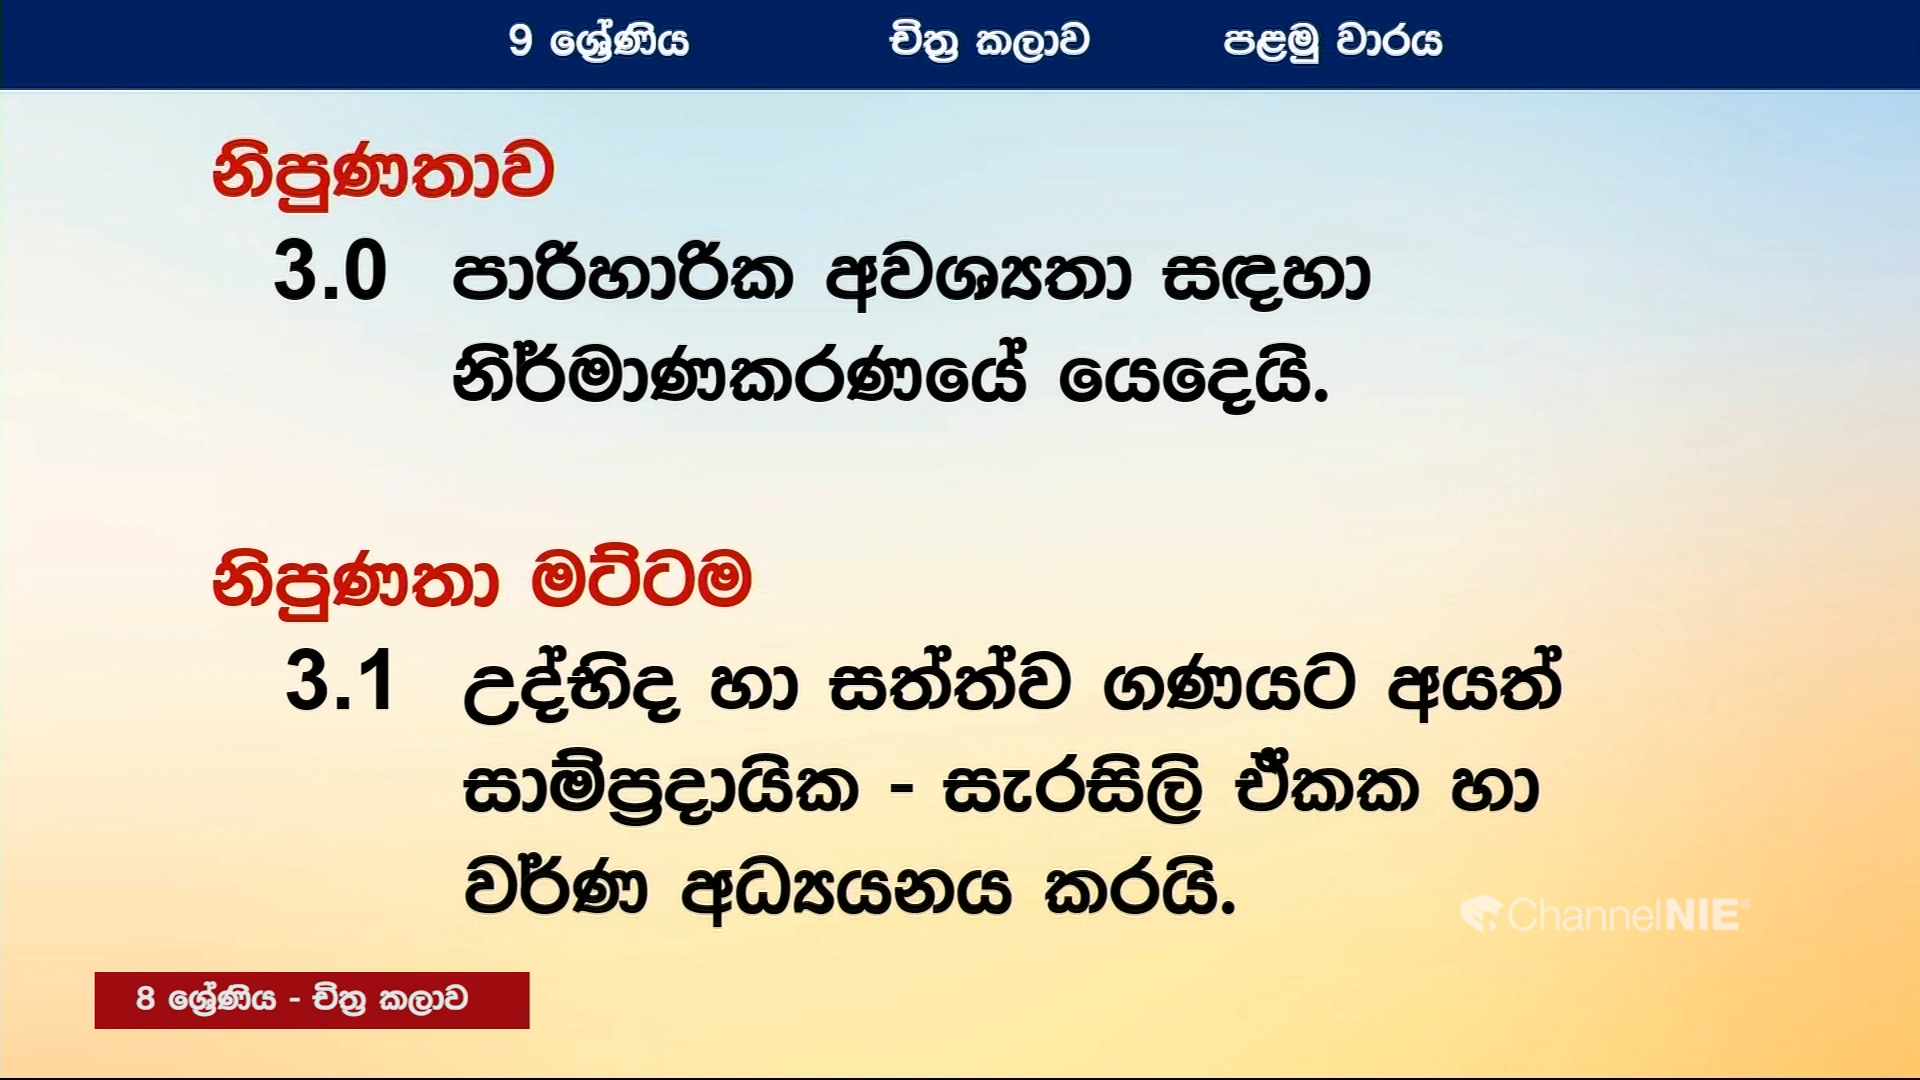 9 ශ්‍රේණිය චිත්‍ර කලාව පළමු වාරය
නිපුණතාව
3.0 පාරිභාරික අවශ්‍යතා සඳහා
නිර්මාණකරණයේ යෙදෙයි.
නිපුණතා මට්ටම
3.1 උද්භිද හා සත්ත්ව ගණයට අයත්
සාම්ප්‍රදායික - සැරසිලි ඒකක හා
වර්ණ අධ්‍යයනය කරයි.
ChannelNIE®
8 ශ්‍රේණිය - චිත්‍ර කලාව